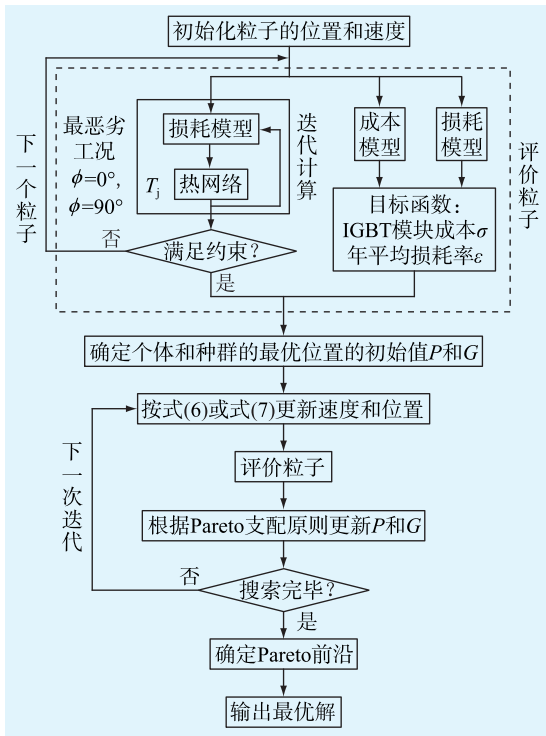 初始化粒子的位置和速度
下一个粒子
最恶劣
工况
ϕ=0°,
ϕ=90°
损耗模型
热网络
Tj
迭代计算
成本
模型
损耗
模型
评价粒子
目标函数：
IGBT模块成本σ
年平均损耗率ε
满足约束？
否
是
确定个体和种群的最优位置的初始值P和G
按式(6)或式(7)更新速度和位置
下一次迭代
评价粒子
根据Pareto支配原则更新P和G
搜索完毕？
否
是
确定Pareto前沿
输出最优解